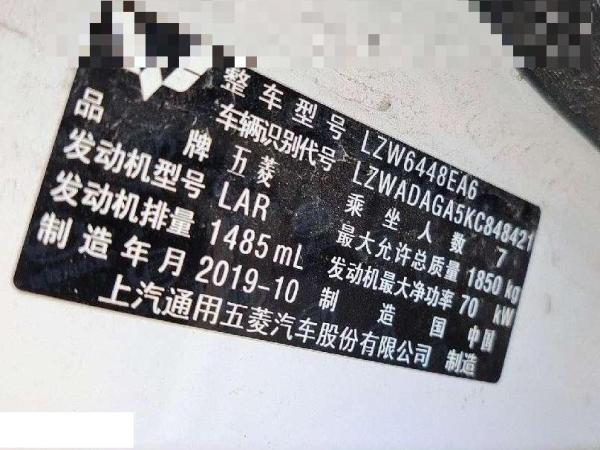 整车型号 LZW6448EA6
车辆识别代号 LZWADAGA5KC848421
品牌 五菱 乘坐人数 7
发动机型号 LAR 最大允许总质量 1850 kg
发动机排量 1485 mL 发动机最大净功率 70 kW
制造年月 2019-10 制造国 中国
上汽通用五菱汽车股份有限公司 制造